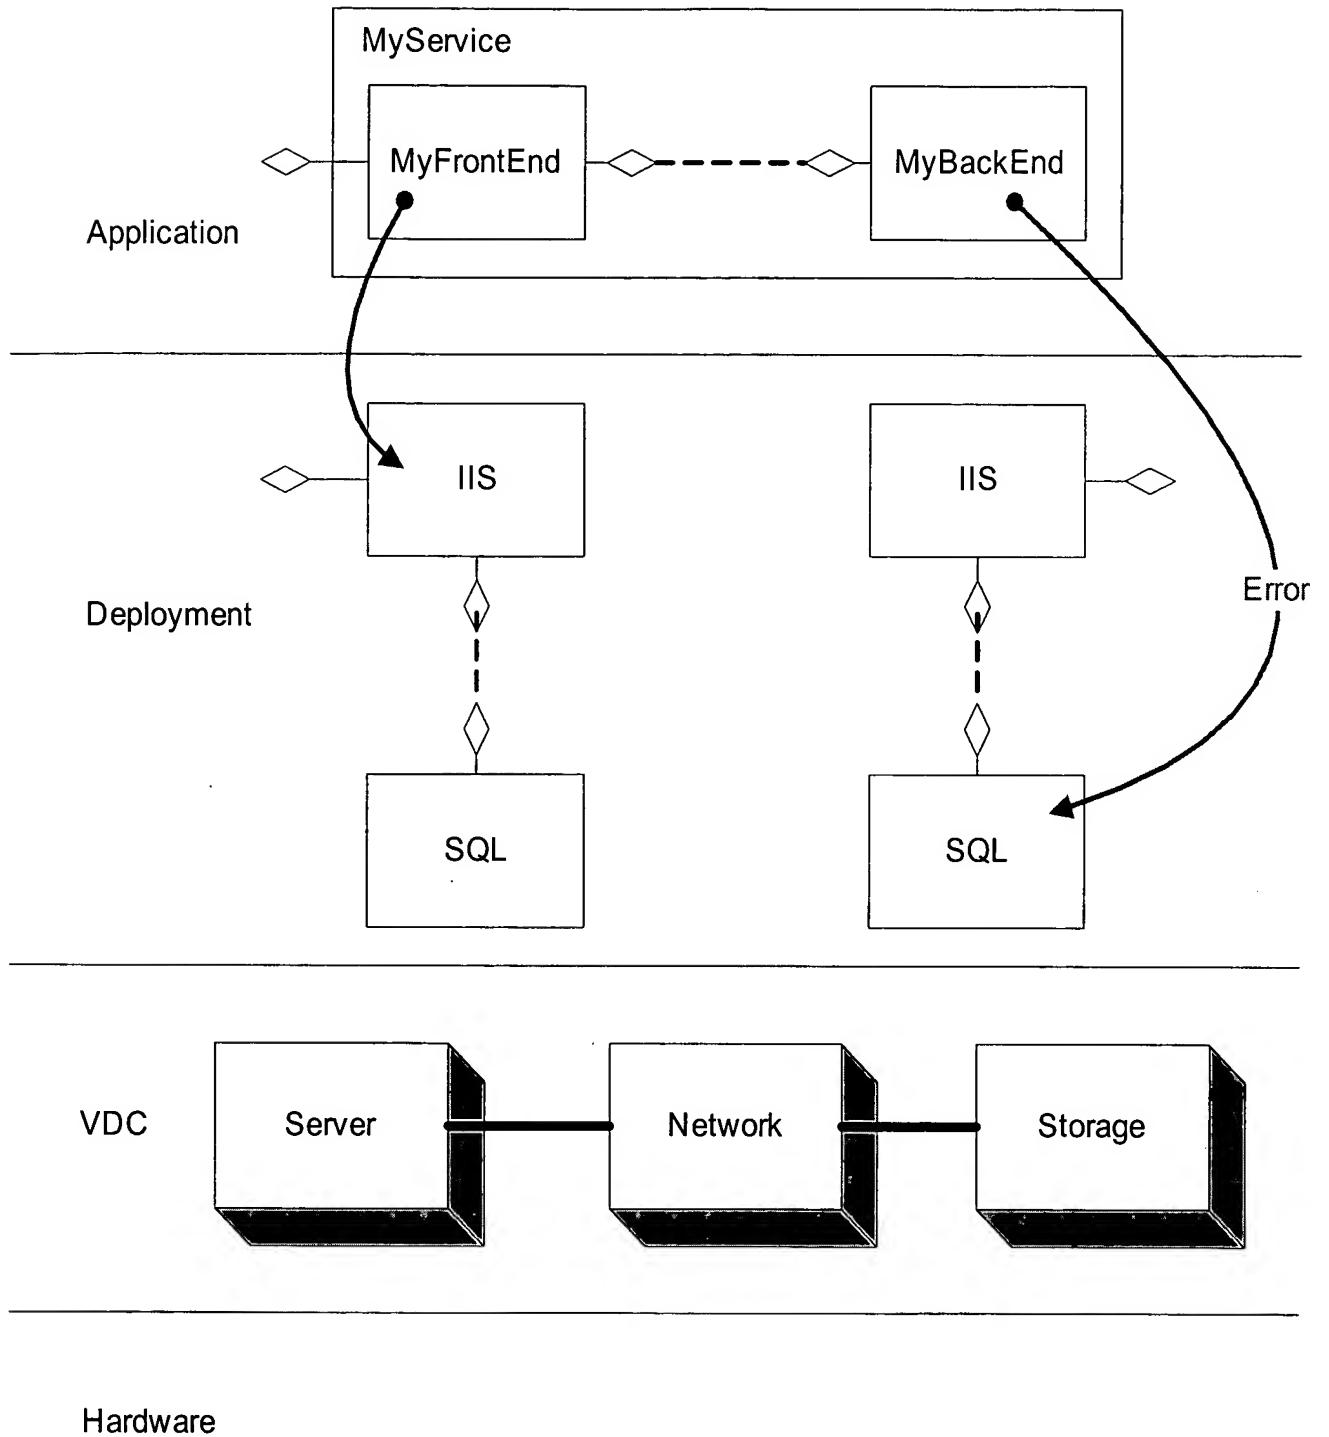 MyService
MyFrontEnd
MyBackEnd
Application
IIS
IIS
Error
Deployment
SQL
SQL
VDC
Server
Network
Storage
Hardware